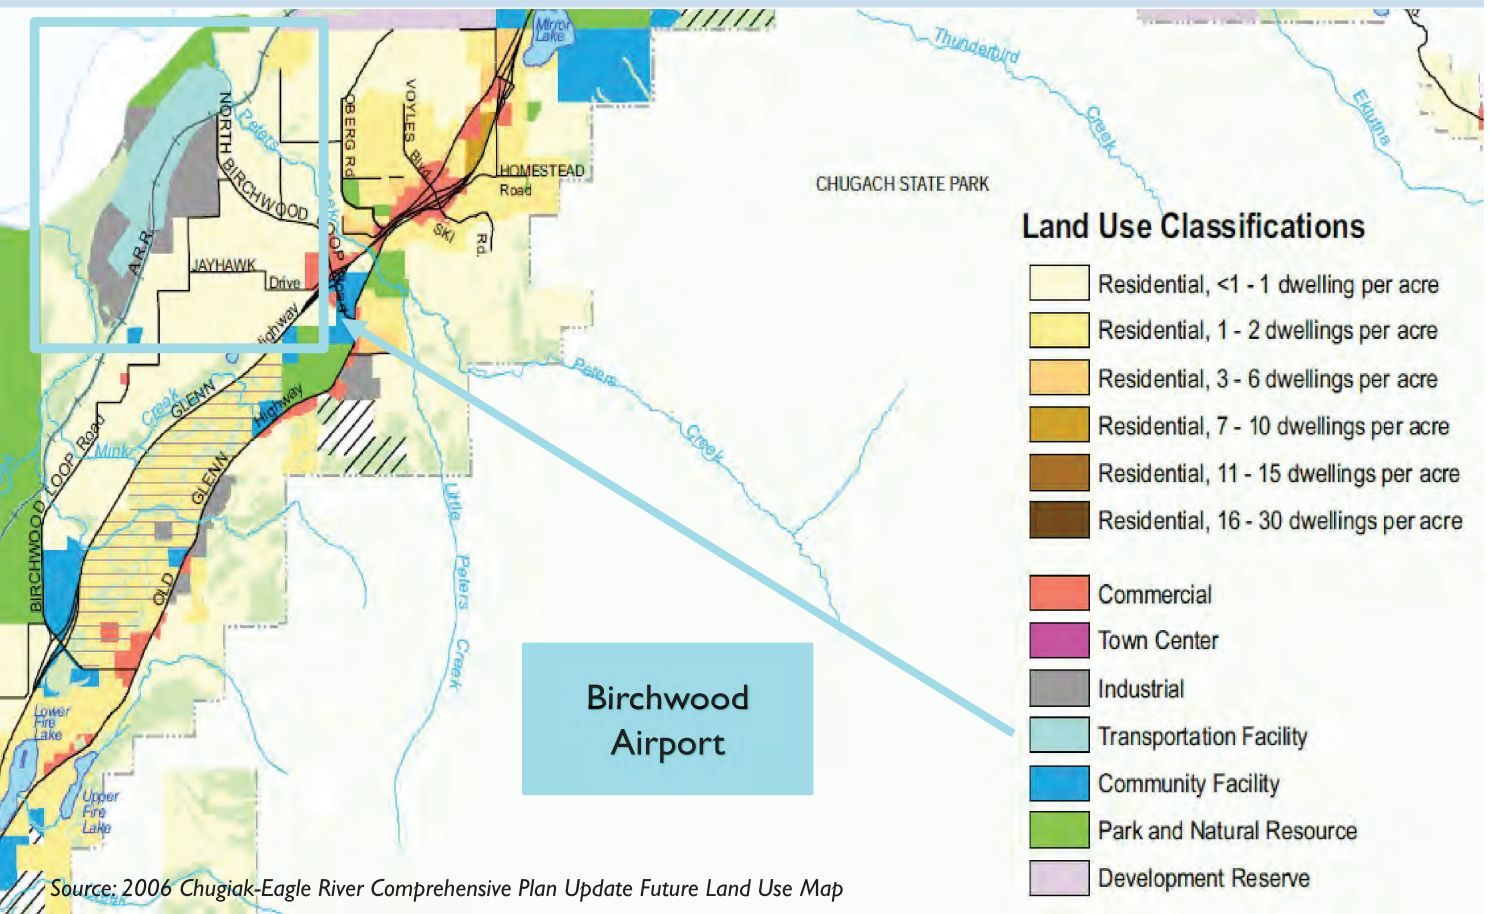 Mirror
Lake
Thunderbird
Creek
Eklutna
NORTH
Peters
OBERG Rd
VOYLES
Blvd
HOMESTEAD
Road
CHUGACH STATE PARK
BIRCHWOOD
LOOP
Road
SKI
Rd.
A.R.R.
JAYHAWK
Drive
Highway
Land Use Classifications
Residential, <1 - 1 dwelling per acre
Residential, 1 - 2 dwellings per acre
Residential, 3 - 6 dwellings per acre
Residential, 7 - 10 dwellings per acre
Residential, 11 - 15 dwellings per acre
Residential, 16 - 30 dwellings per acre
Commercial
Town Center
Industrial
Transportation Facility
Community Facility
Park and Natural Resource
Development Reserve
Peters
Creek
GLENN
Highway
Creek
Mink
BIRCHWOOD
LOOP Road
OLD
GLENN
Little
Peters
Creek
Birchwood
Airport
Lower
Fire
Lake
Upper
Fire
Lake
Source: 2006 Chugiak-Eagle River Comprehensive Plan Update Future Land Use Map